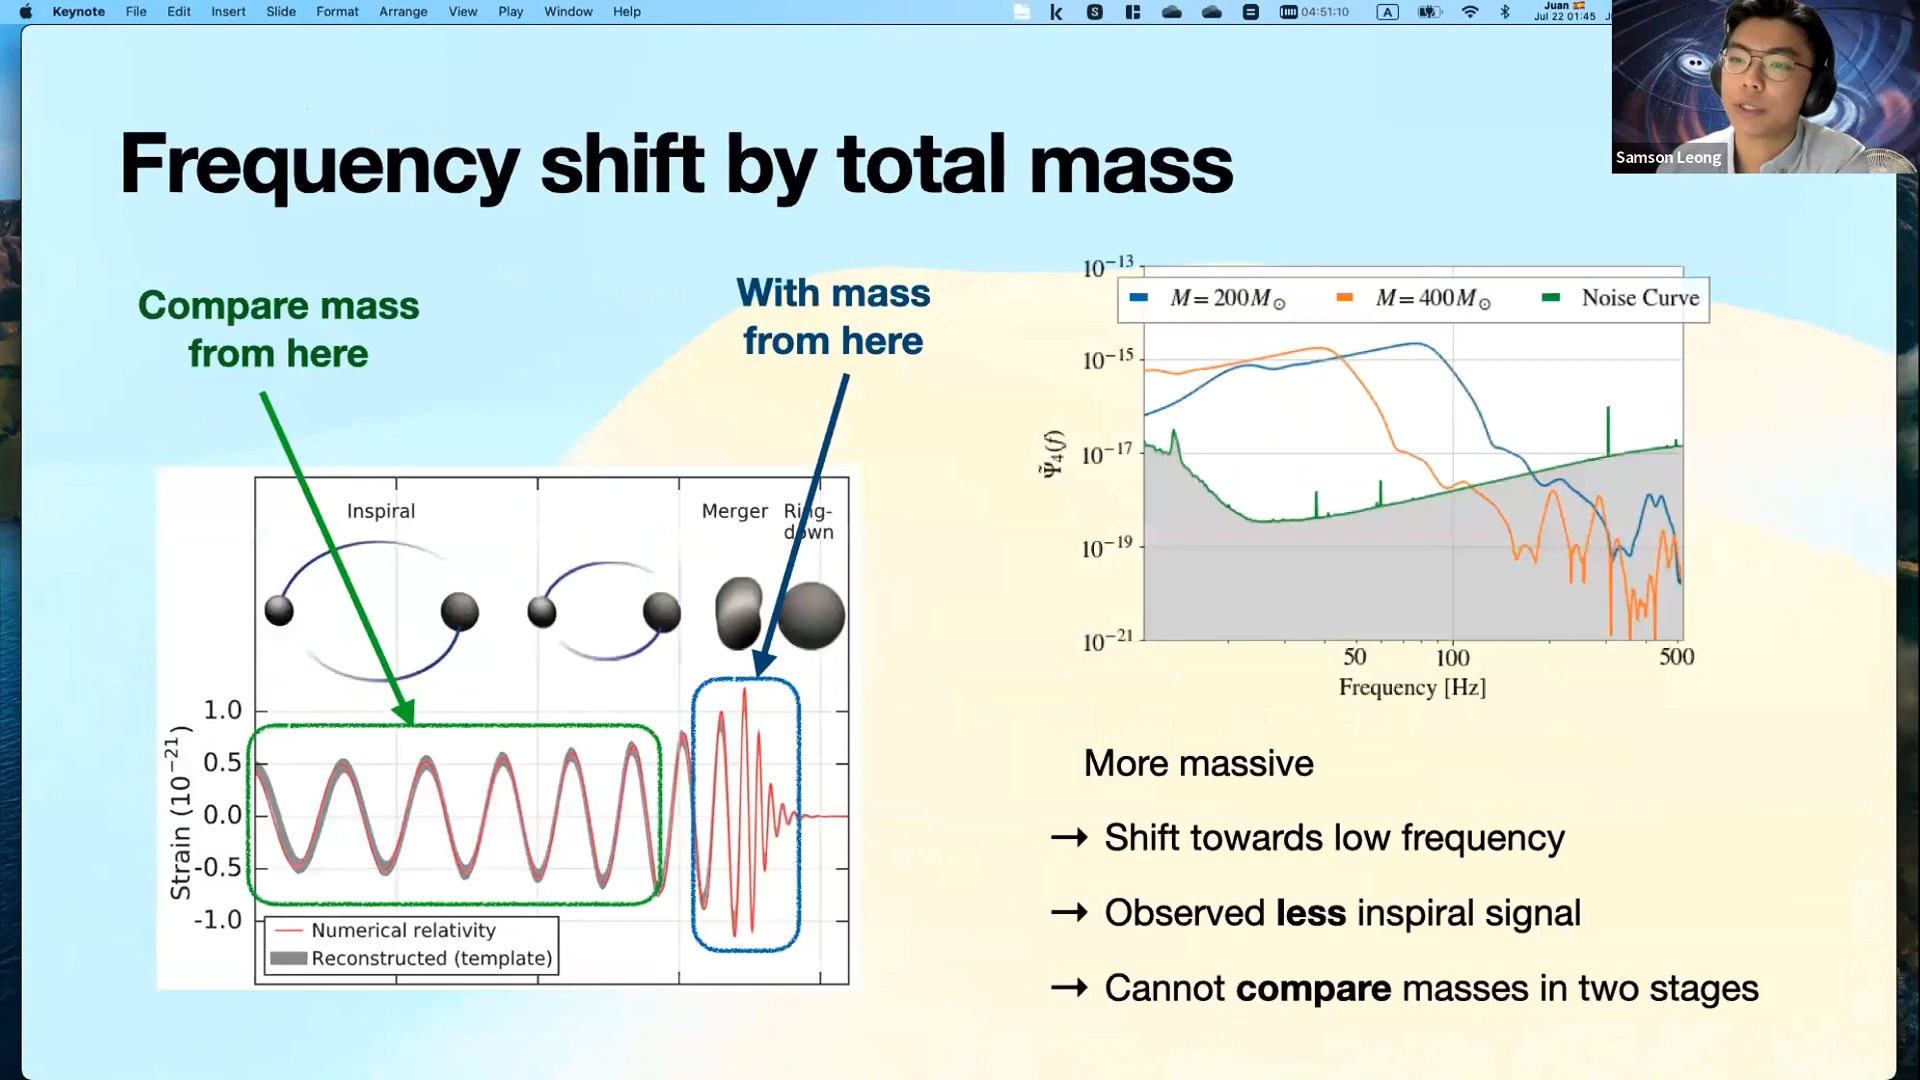 Keynote File Edit Insert Slide Format Arrange View Play Window Help
04:51:10
A
Juan
Jul 22 01:45
Samson Leong
Frequency shift by total mass
Compare mass
from here
With mass
from here
Inspiral
Merger
Ring-
down
1.0
0.5
0.0
-0.5
-1.0
Strain (10⁻²¹)
Numerical relativity
Reconstructed (template)
M = 200M⊙
M = 400M⊙
Noise Curve
10⁻¹³
10⁻¹⁵
10⁻¹⁷
10⁻¹⁹
10⁻²¹
Ψ̃₄(f)
50 100 500
Frequency [Hz]
More massive
→ Shift towards low frequency
→ Observed less inspiral signal
→ Cannot compare masses in two stages